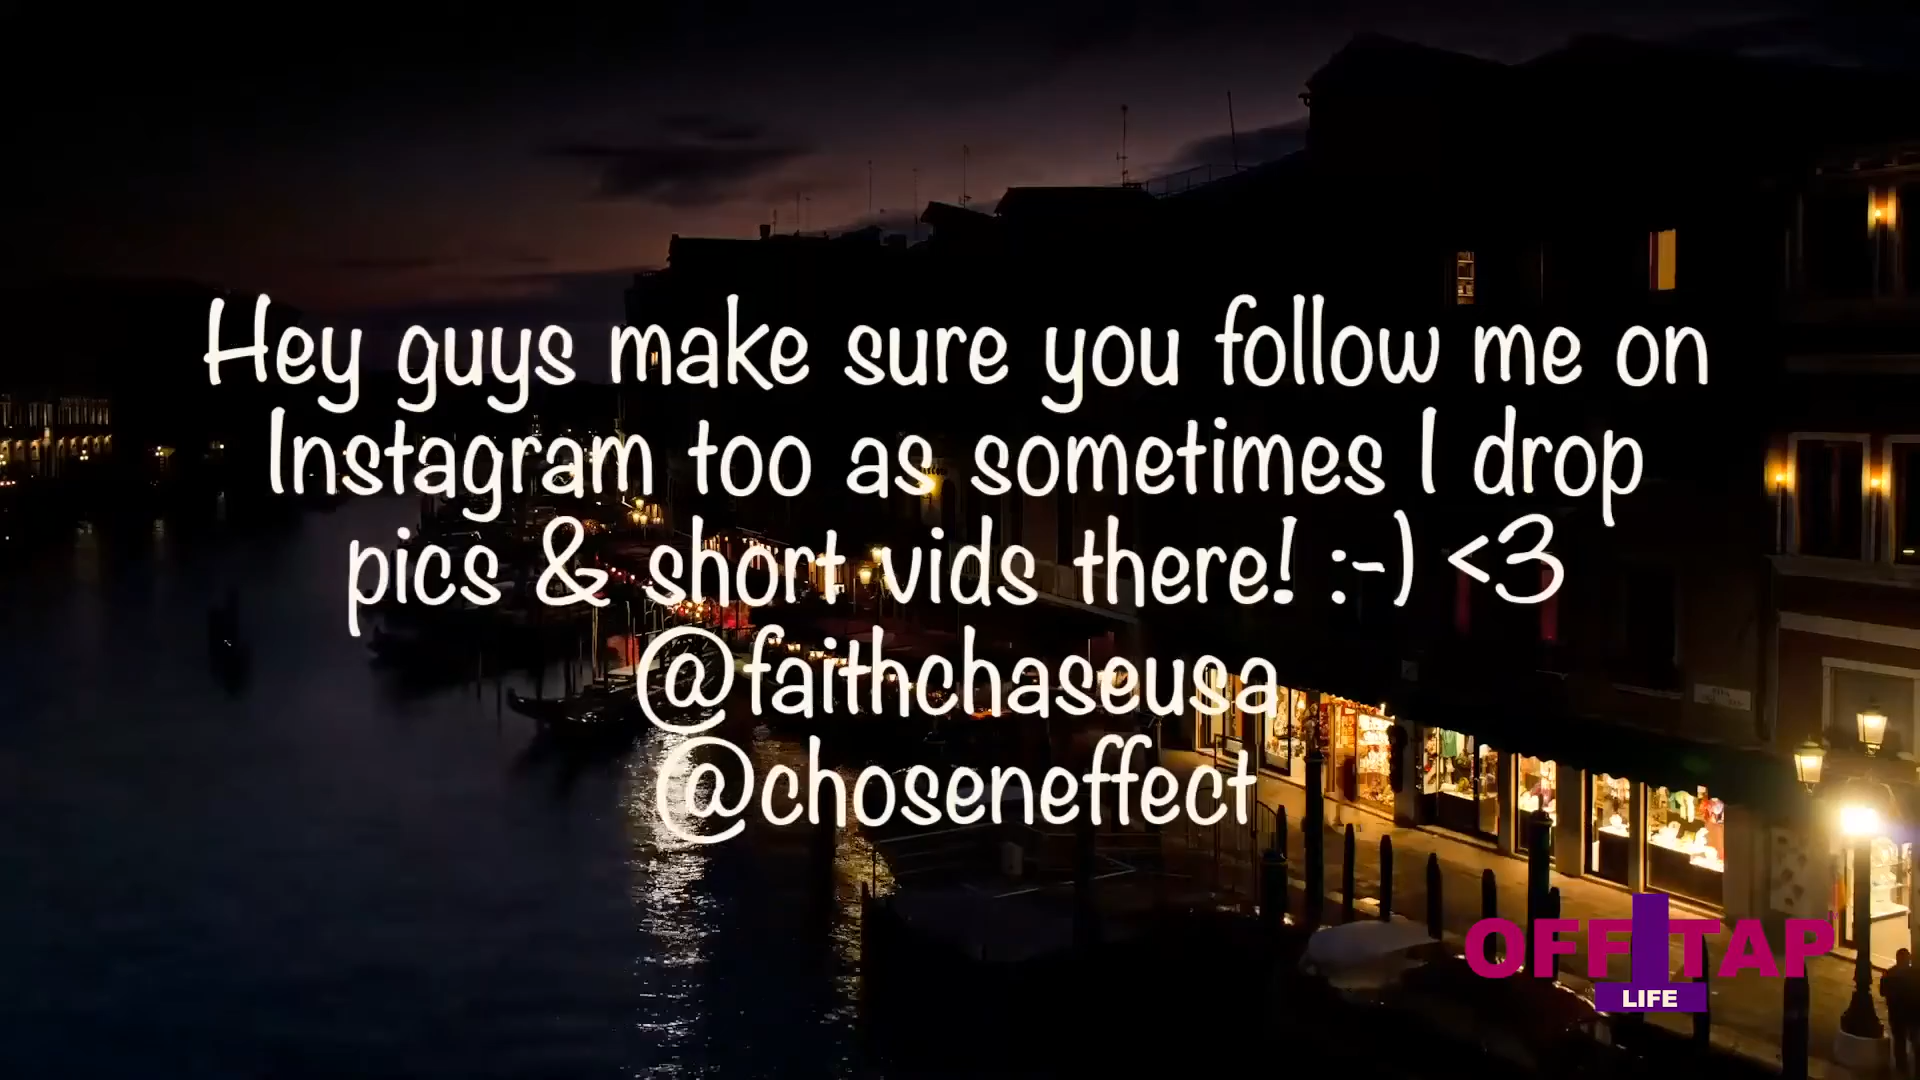 Hey guys make sure you follow me on
Instagram too as sometimes I drop
pics & short vids there! :-) <3
@faithchaseusa
@choseneffect
OFF TAP
LIFE